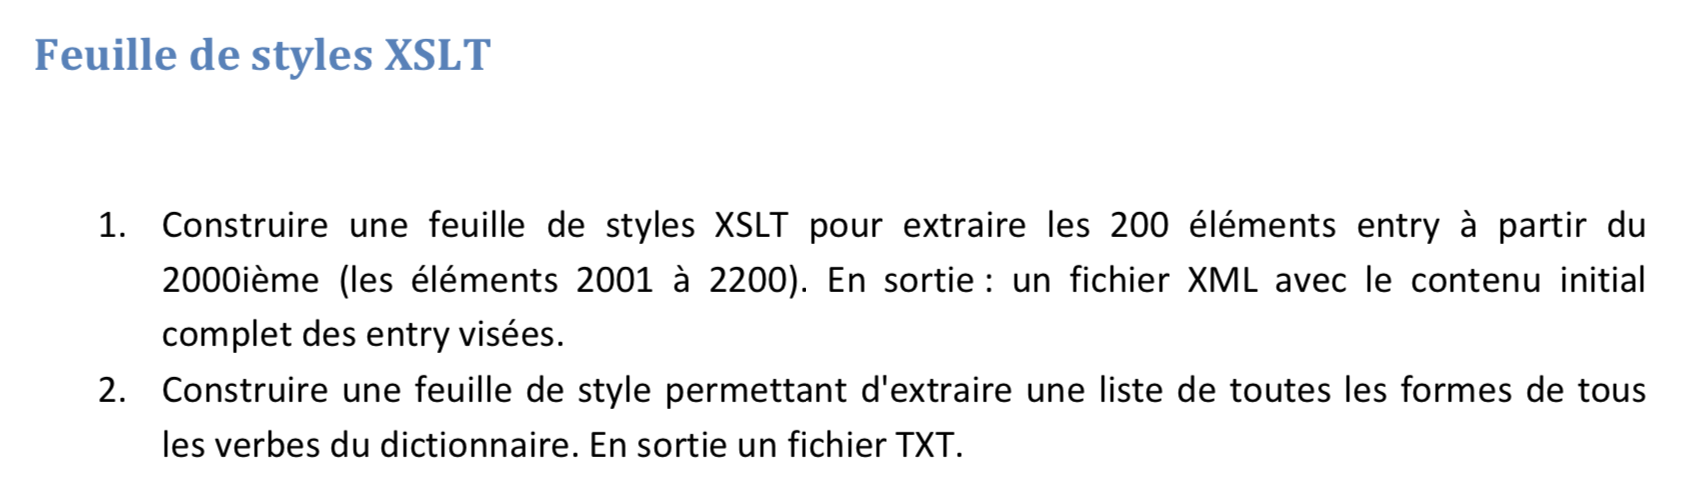 Feuille de styles XSLT
1. Construire une feuille de styles XSLT pour extraire les 200 éléments entry à partir du
2000ième (les éléments 2001 à 2200). En sortie : un fichier XML avec le contenu initial
complet des entry visées.
2. Construire une feuille de style permettant d'extraire une liste de toutes les formes de tous
les verbes du dictionnaire. En sortie un fichier TXT.